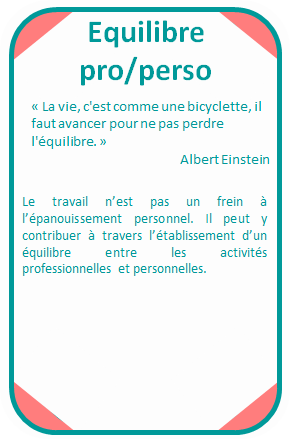 Equilibre
pro/perso
« La vie, c'est comme une bicyclette, il
faut avancer pour ne pas perdre
l'équilibre. »
Albert Einstein
Le travail n’est pas un frein à
l’épanouissement personnel. Il peut y
contribuer à travers l’établissement d’un
équilibre entre les activités
professionnelles et personnelles.